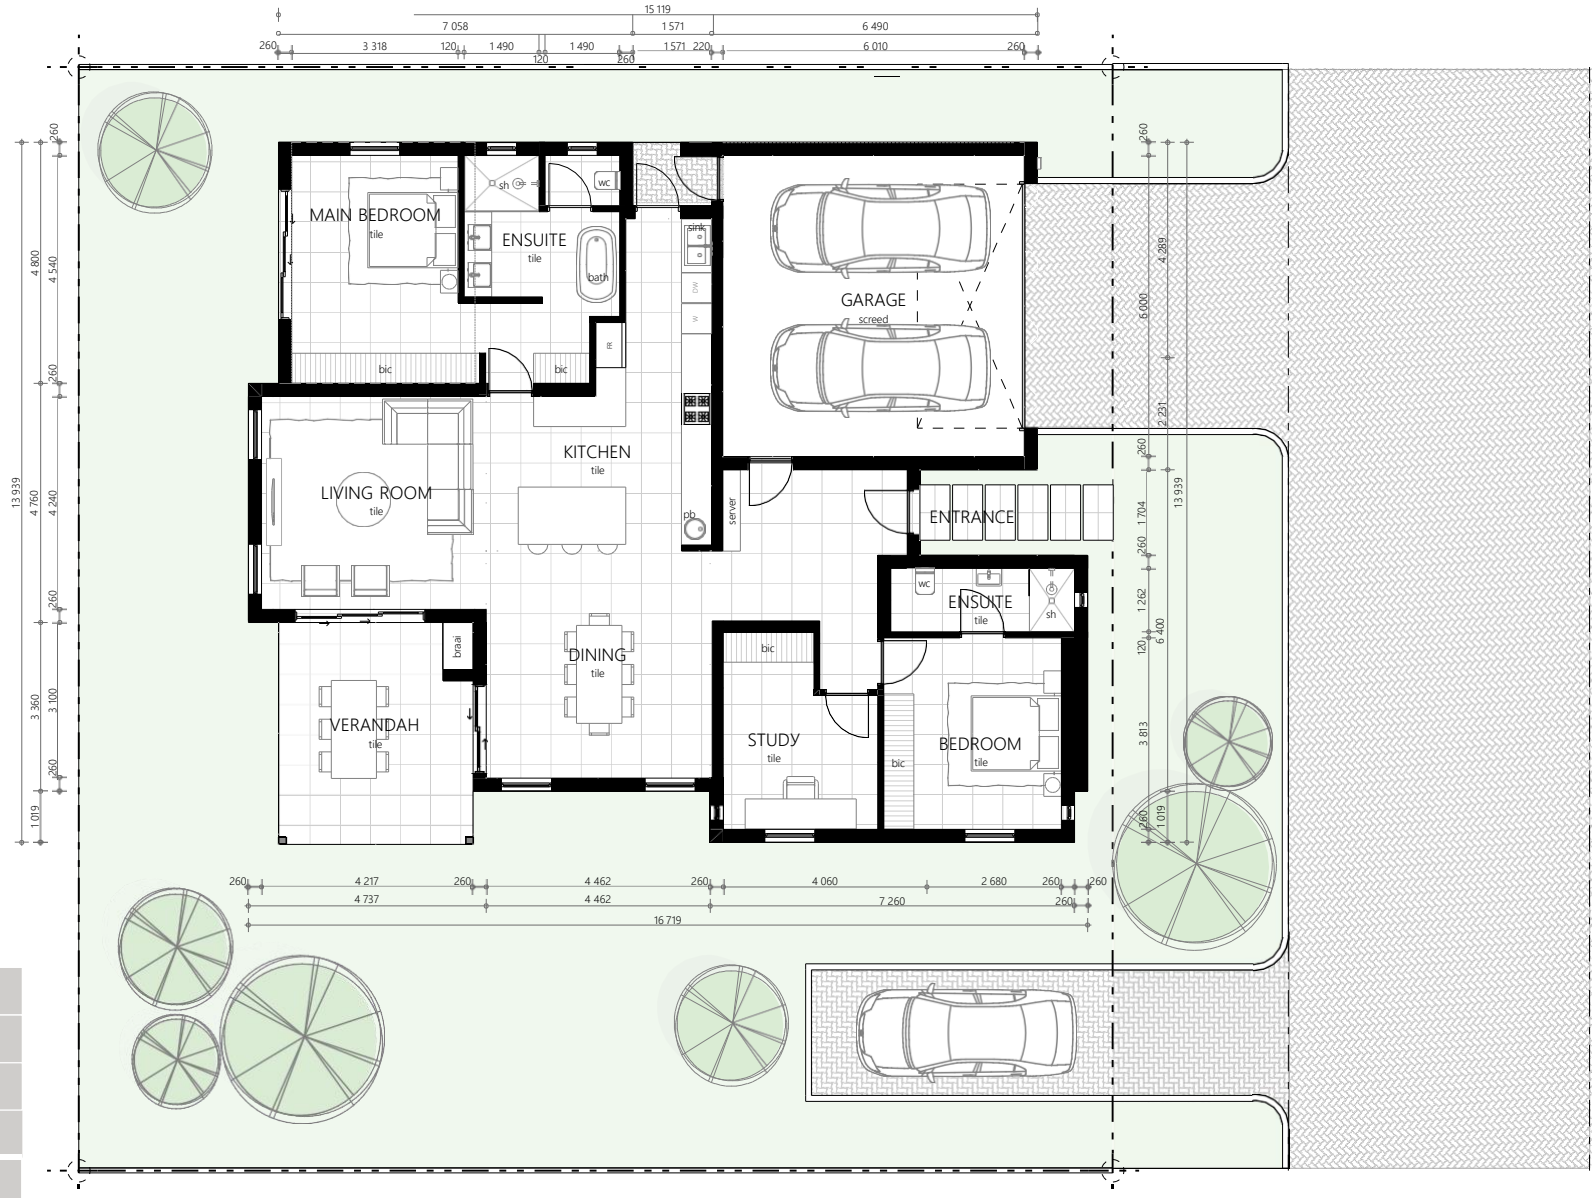 15 119
7 058
1 571
6 490
260
3 318
120
1 490
120
1 490
260
1571
220
6 010
260
260
4 800
4 540
260
13 939
4 760
4 240
260
3 360
3 100
260
1 019
MAIN BEDROOM
tile
sh
WC
ENSUITE
tile
bath
sink
DW
W
FR
bic
bic
GARAGE
screed
KITCHEN
tile
LIVING ROOM
tile
pb
server
ENTRANCE
WC
ENSUITE
tile
sh
braai
DINING
tile
bic
VERANDAH
tile
STUDY
tile
bic
BEDROOM
tile
260
4 289
6 000
2 231
260
13 939
1704
260
1 262
6 400
120
3 813
260
1 019
260
4 217
260
4 462
260
4 060
2 680
260
260
4 737
4 462
7 260
260
16 719